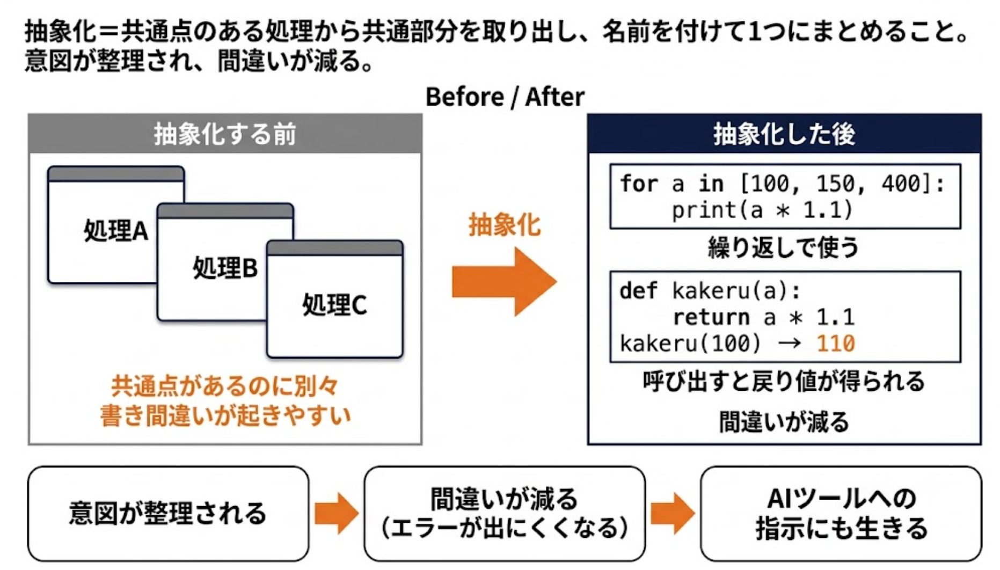 抽象化＝共通点のある処理から共通部分を取り出し、名前を付けて1つにまとめること。
意図が整理され、間違いが減る。
Before / After
抽象化する前
処理A
処理B
処理C
共通点があるのに別々
書き間違いが起きやすい
抽象化
抽象化した後
for a in [100, 150, 400]:
    print(a * 1.1)
繰り返しで使う
def kakeru(a):
    return a * 1.1
kakeru(100) → 110
呼び出すと戻り値が得られる
間違いが減る
意図が整理される
間違いが減る
（エラーが出にくくなる）
AIツールへの
指示にも生きる